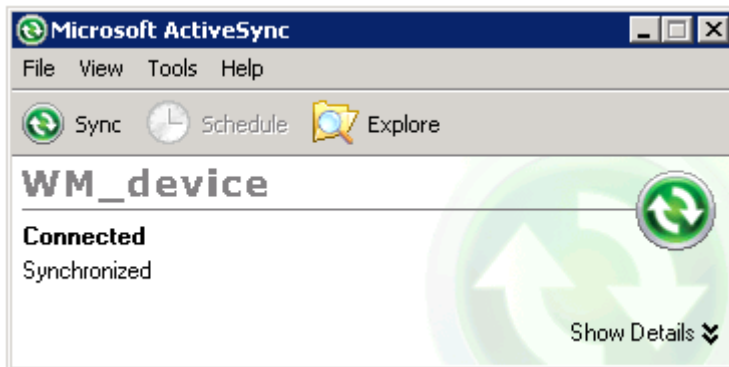 Microsoft ActiveSync
File View Tools Help
Sync Schedule Explore
WM_device
Connected
Synchronized
Show Details